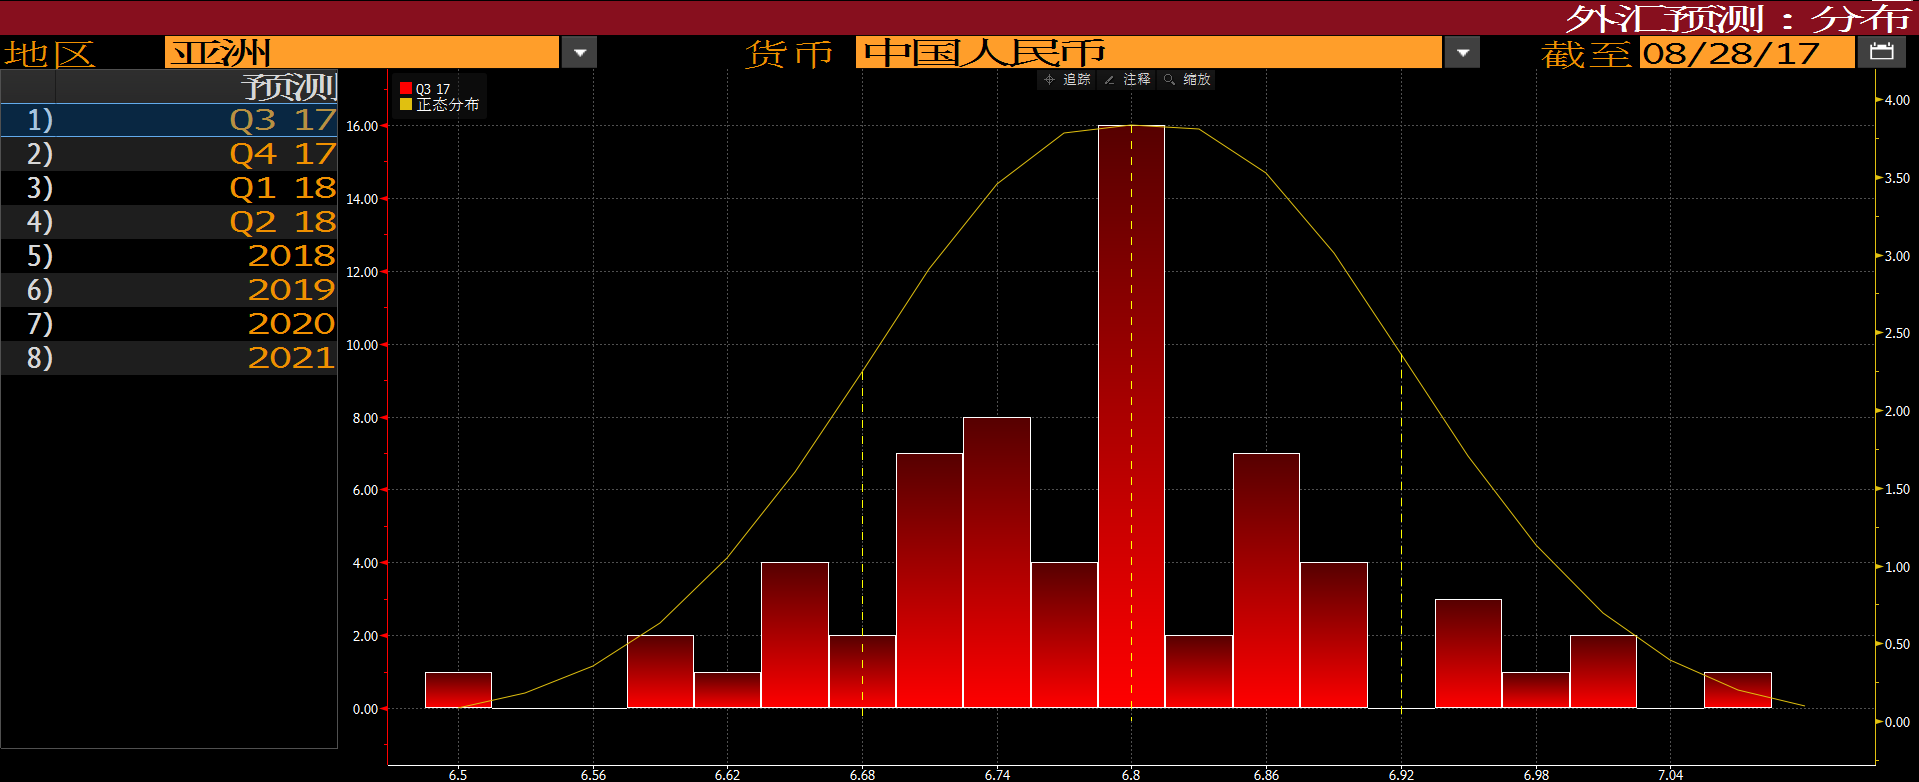 外汇预测：分布
地区 亚洲 货币 中国人民币 截至 08/28/17
预测
1) Q3 17
2) Q4 17
3) Q1 18
4) Q2 18
5) 2018
6) 2019
7) 2020
8) 2021
追踪 注释 缩放
Q3 17
正态分布
16.00
14.00
12.00
10.00
8.00
6.00
4.00
2.00
0.00
4.00
3.50
3.00
2.50
2.00
1.50
1.00
0.50
0.00
6.5 6.56 6.62 6.68 6.74 6.8 6.86 6.92 6.98 7.04